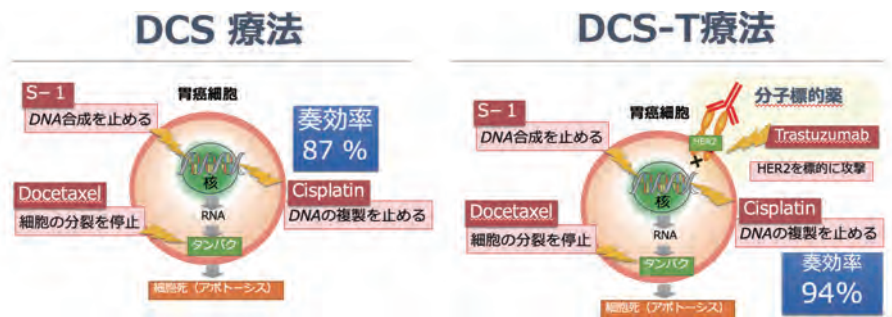 DCS 療法
S−1
DNA合成を止める
胃癌細胞
奏効率
87 %
核
Docetaxel
細胞の分裂を停止
Cisplatin
DNAの複製を止める
RNA
タンパク
細胞死（アポトーシス）
DCS-T療法
S−1
DNA合成を止める
胃癌細胞
分子標的薬
HER2
Trastuzumab
HER2を標的に攻撃
核
Docetaxel
細胞の分裂を停止
Cisplatin
DNAの複製を止める
RNA
タンパク
細胞死（アポトーシス）
奏効率
94%